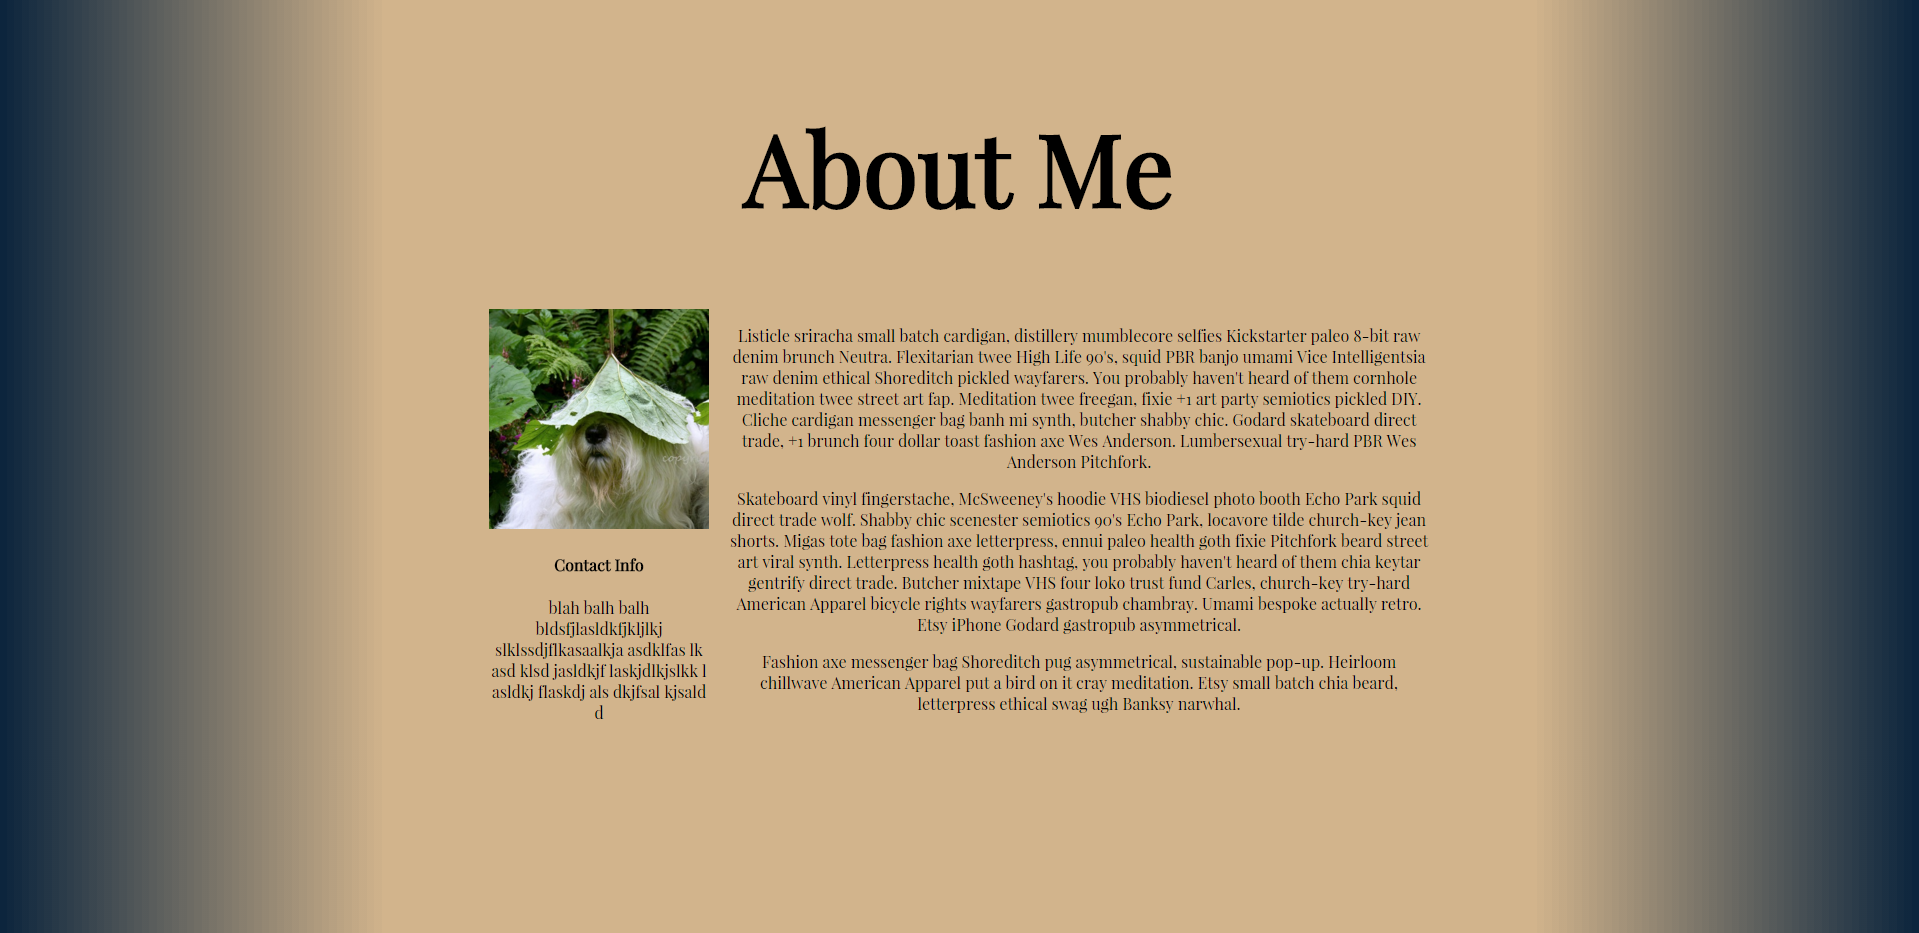 About Me
Contact Info
blah balh balh
bldsfjlasldkfjkljlkj
slklssdjflkasaalkja asdklfas lk
asd klsd jasldkjf laskjdlkjslkk l
asldkj flaskdj als dkjfsal kjsald
d
Listicle sriracha small batch cardigan, distillery mumblecore selfies Kickstarter paleo 8-bit raw
denim brunch Neutra. Flexitarian twee High Life 90's, squid PBR banjo umami Vice Intelligentsia
raw denim ethical Shoreditch pickled wayfarers. You probably haven't heard of them cornhole
meditation twee street art fap. Meditation twee freegan, fixie +1 art party semiotics pickled DIY.
Cliche cardigan messenger bag banh mi synth, butcher shabby chic. Godard skateboard direct
trade, +1 brunch four dollar toast fashion axe Wes Anderson. Lumbersexual try-hard PBR Wes
Anderson Pitchfork.
Skateboard vinyl fingerstache, McSweeney's hoodie VHS biodiesel photo booth Echo Park squid
direct trade wolf. Shabby chic scenester semiotics 90's Echo Park, locavore tilde church-key jean
shorts. Migas tote bag fashion axe letterpress, ennui paleo health goth fixie Pitchfork beard street
art viral synth. Letterpress health goth hashtag, you probably haven't heard of them chia keytar
gentrify direct trade. Butcher mixtape VHS four loko trust fund Carles, church-key try-hard
American Apparel bicycle rights wayfarers gastropub chambray. Umami bespoke actually retro.
Etsy iPhone Godard gastropub asymmetrical.
Fashion axe messenger bag Shoreditch pug asymmetrical, sustainable pop-up. Heirloom
chillwave American Apparel put a bird on it cray meditation. Etsy small batch chia beard,
letterpress ethical swag ugh Banksy narwhal.